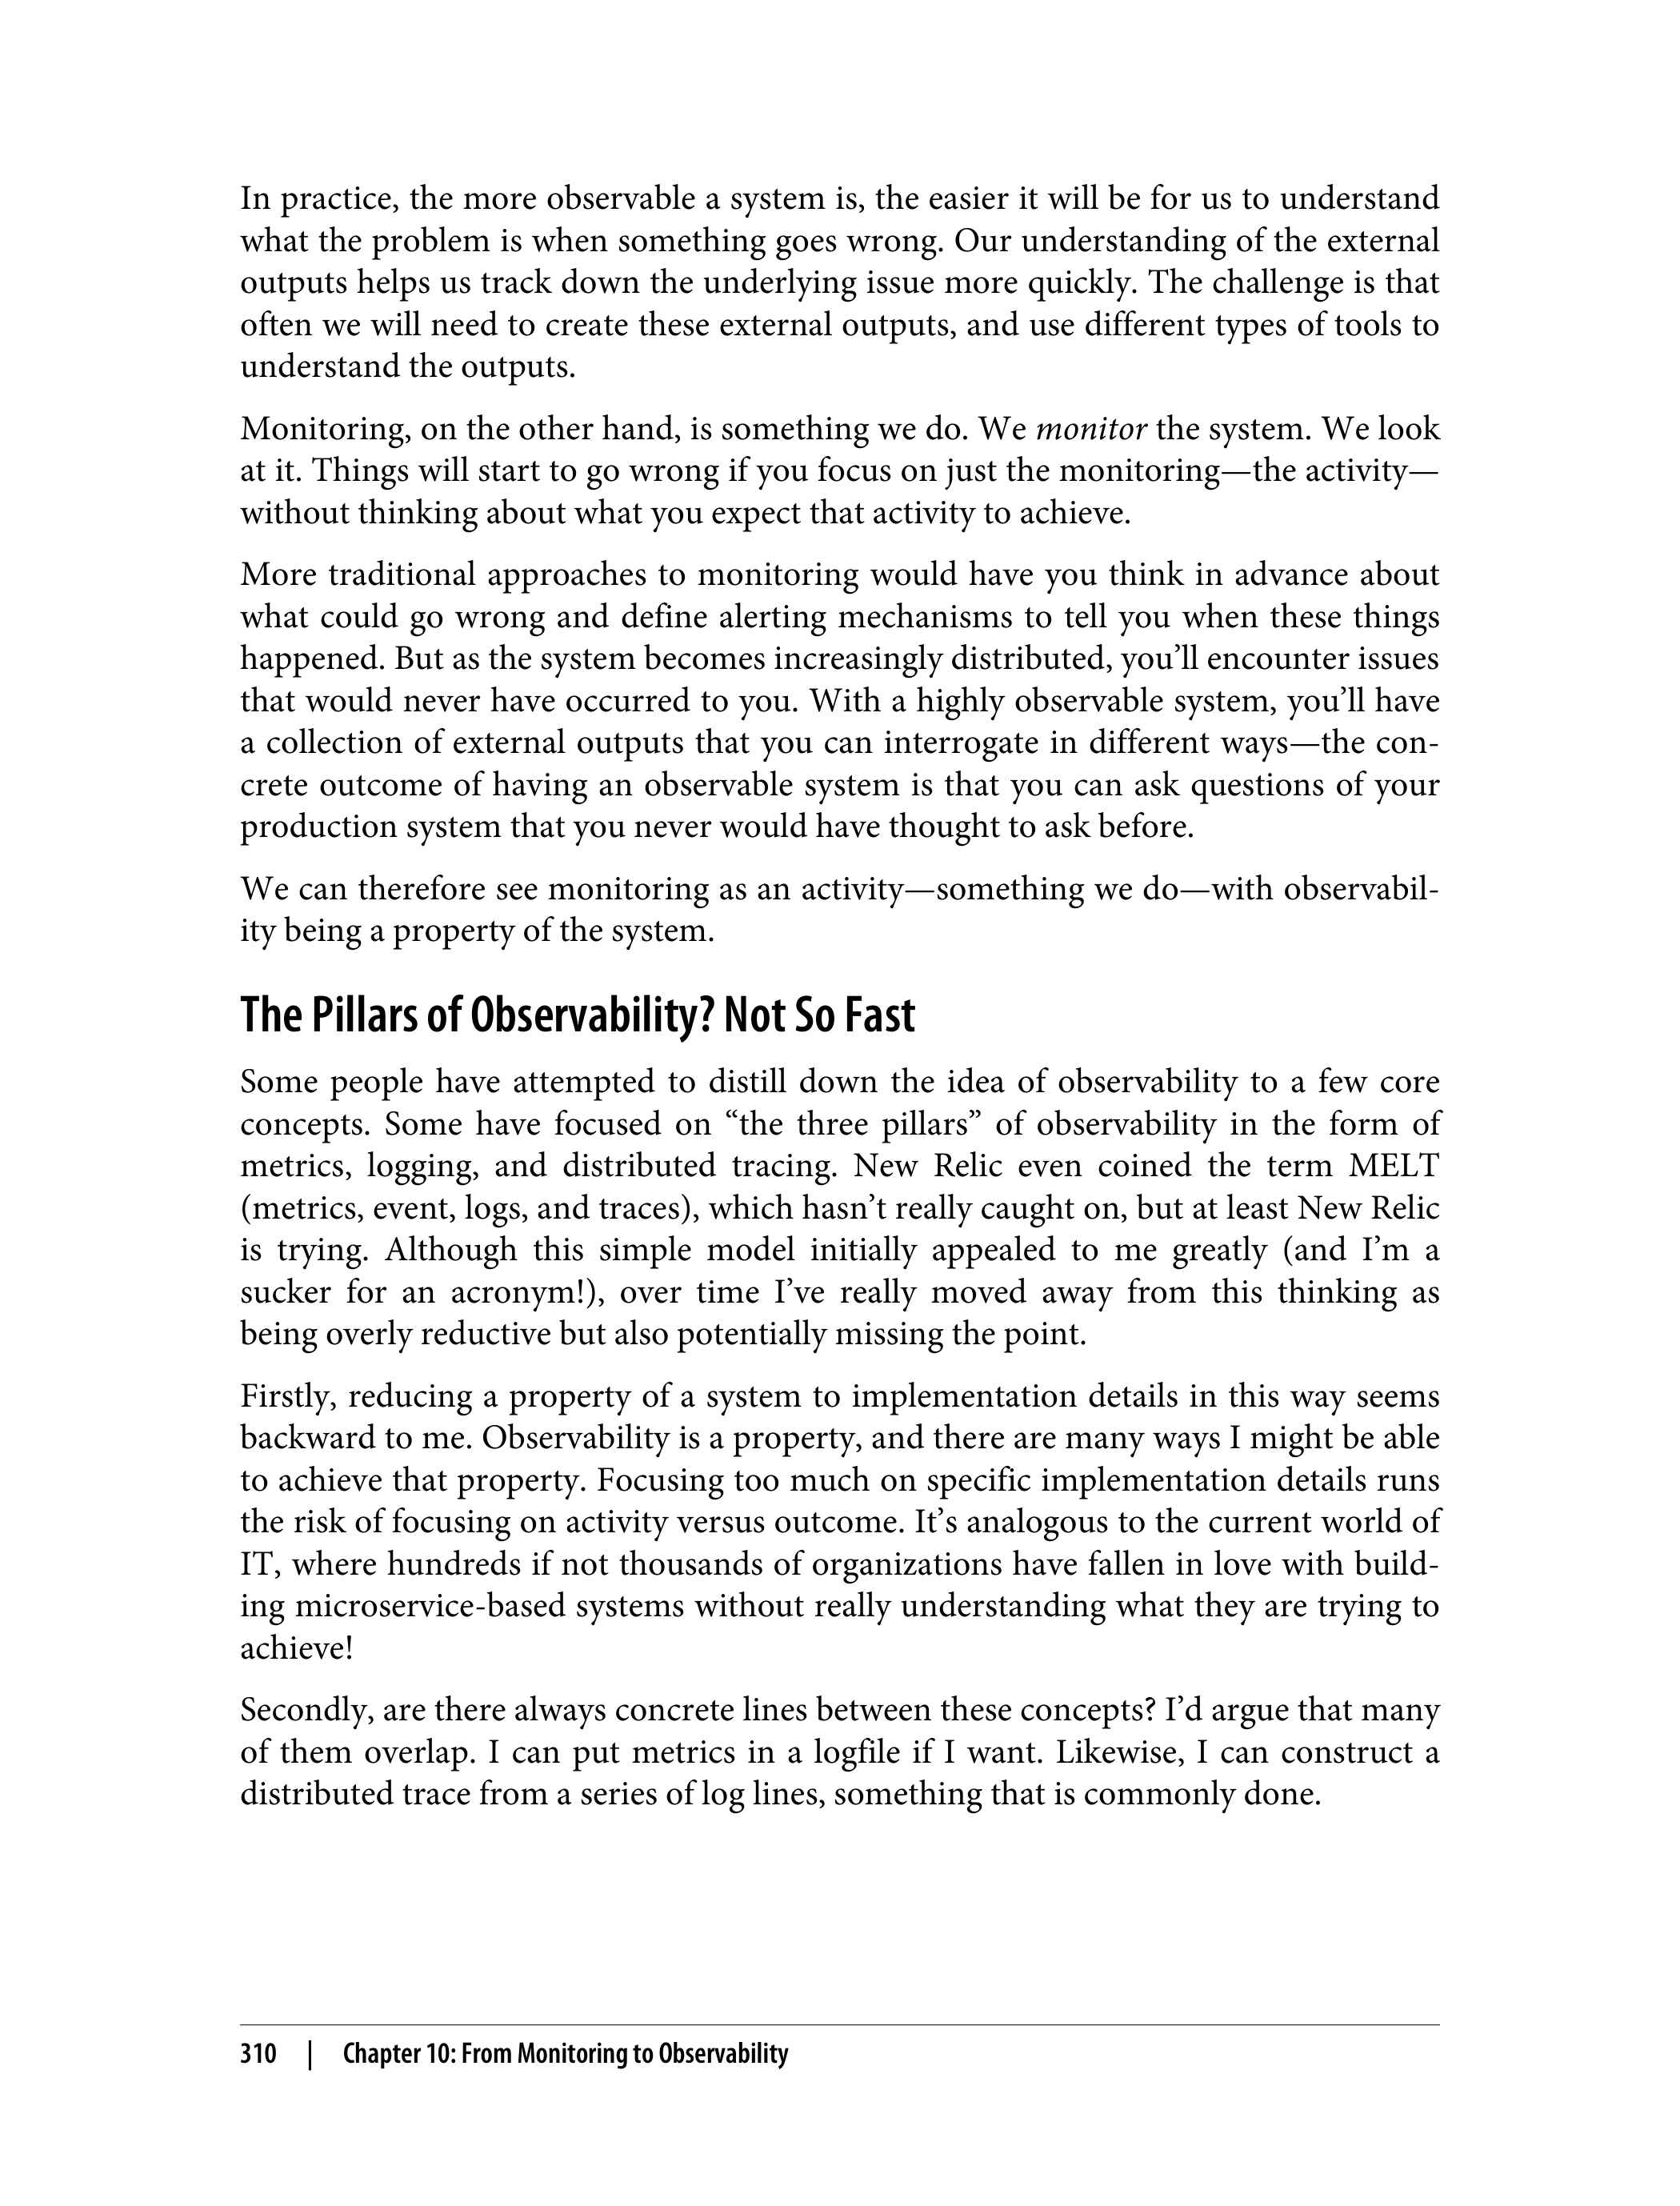 In practice, the more observable a system is, the easier it will be for us to understand
what the problem is when something goes wrong. Our understanding of the external
outputs helps us track down the underlying issue more quickly. The challenge is that
often we will need to create these external outputs, and use different types of tools to
understand the outputs.
Monitoring, on the other hand, is something we do. We monitor the system. We look
at it. Things will start to go wrong if you focus on just the monitoring—the activity—
without thinking about what you expect that activity to achieve.
More traditional approaches to monitoring would have you think in advance about
what could go wrong and define alerting mechanisms to tell you when these things
happened. But as the system becomes increasingly distributed, you’ll encounter issues
that would never have occurred to you. With a highly observable system, you’ll have
a collection of external outputs that you can interrogate in different ways—the con-
crete outcome of having an observable system is that you can ask questions of your
production system that you never would have thought to ask before.
We can therefore see monitoring as an activity—something we do—with observabil-
ity being a property of the system.
The Pillars of Observability? Not So Fast
Some people have attempted to distill down the idea of observability to a few core
concepts. Some have focused on “the three pillars” of observability in the form of
metrics, logging, and distributed tracing. New Relic even coined the term MELT
(metrics, event, logs, and traces), which hasn’t really caught on, but at least New Relic
is trying. Although this simple model initially appealed to me greatly (and I’m a
sucker for an acronym!), over time I’ve really moved away from this thinking as
being overly reductive but also potentially missing the point.
Firstly, reducing a property of a system to implementation details in this way seems
backward to me. Observability is a property, and there are many ways I might be able
to achieve that property. Focusing too much on specific implementation details runs
the risk of focusing on activity versus outcome. It’s analogous to the current world of
IT, where hundreds if not thousands of organizations have fallen in love with build-
ing microservice-based systems without really understanding what they are trying to
achieve!
Secondly, are there always concrete lines between these concepts? I’d argue that many
of them overlap. I can put metrics in a logfile if I want. Likewise, I can construct a
distributed trace from a series of log lines, something that is commonly done.
310 | Chapter 10: From Monitoring to Observability